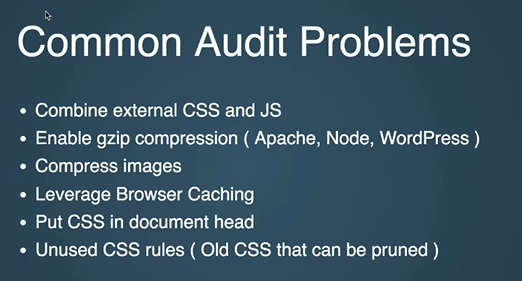 Common Audit Problems
• Combine external CSS and JS
• Enable gzip compression ( Apache, Node, WordPress )
• Compress images
• Leverage Browser Caching
• Put CSS in document head
• Unused CSS rules ( Old CSS that can be pruned )